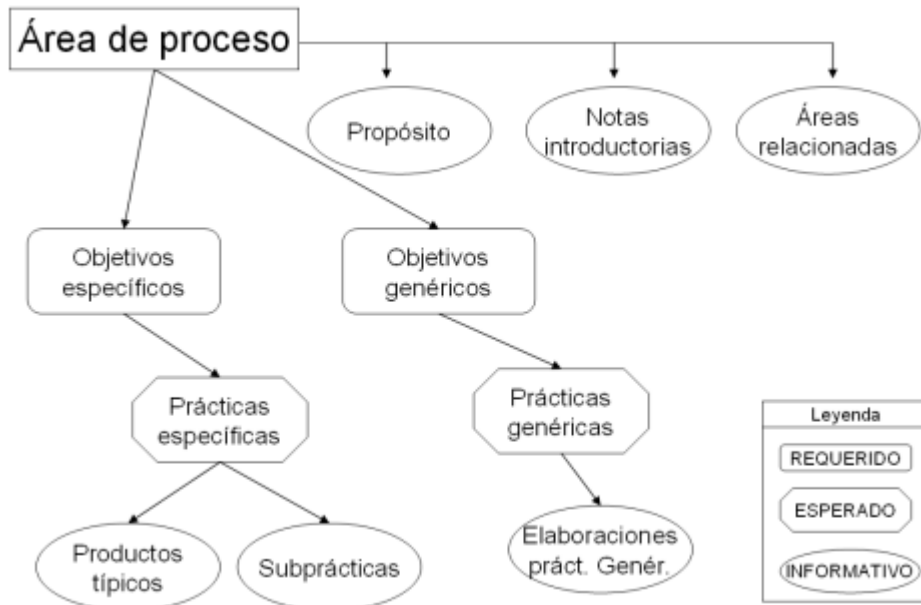 Área de proceso
Propósito
Notas
introductorias
Áreas
relacionadas
Objetivos
específicos
Objetivos
genéricos
Prácticas
específicas
Prácticas
genéricas
Productos
típicos
Subprácticas
Elaboraciones
práct. Genér.
Leyenda
REQUERIDO
ESPERADO
INFORMATIVO